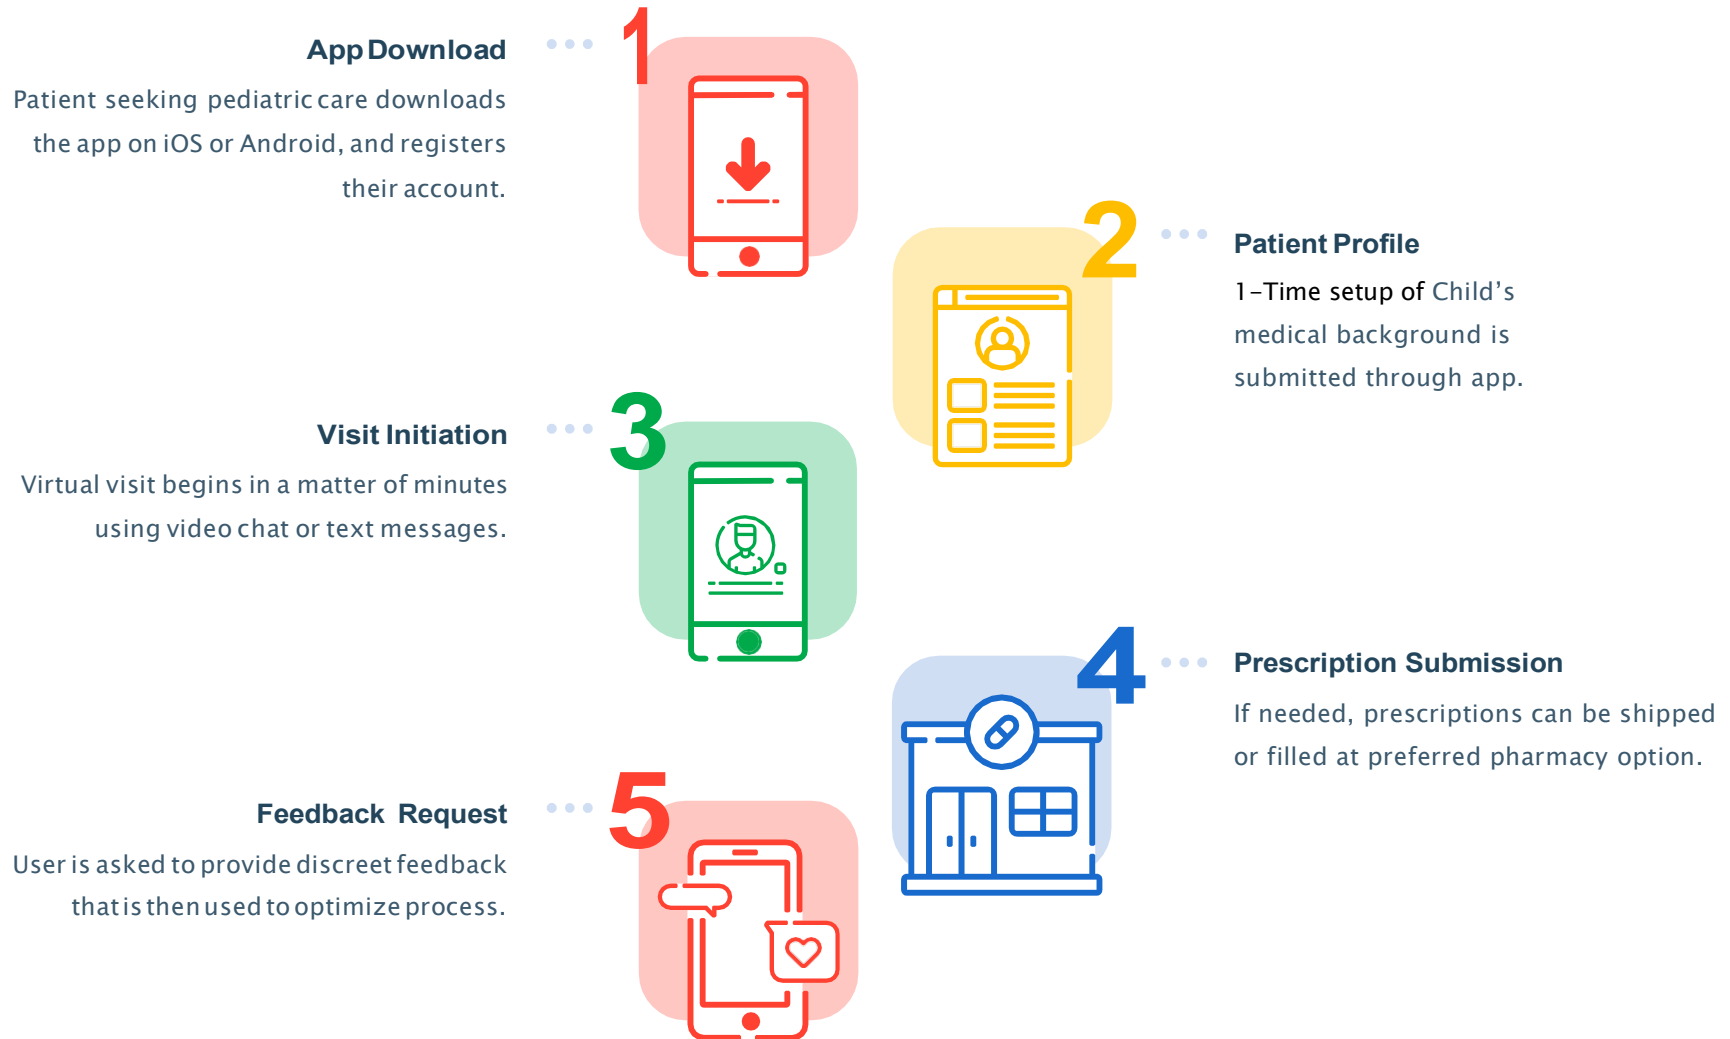 1
App Download
Patient seeking pediatric care downloads
the app on iOS or Android, and registers
their account.
2
Patient Profile
1-Time setup of Child’s
medical background is
submitted through app.
3
Visit Initiation
Virtual visit begins in a matter of minutes
using video chat or text messages.
4
Prescription Submission
If needed, prescriptions can be shipped
or filled at preferred pharmacy option.
5
Feedback Request
User is asked to provide discreet feedback
that is then used to optimize process.